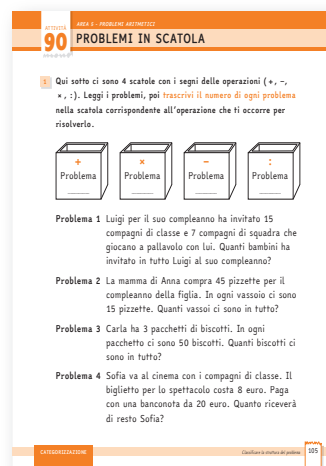 AREA 5 - PROBLEMI ARITMETICI
ATTIVITÀ
90
PROBLEMI IN SCATOLA
1 Qui sotto ci sono 4 scatole con i segni delle operazioni (+, –,
×, :). Leggi i problemi, poi trascrivi il numero di ogni problema
nella scatola corrispondente all'operazione che ti occorre per
risolverlo.
+ × – :
Problema Problema Problema Problema
Problema 1 Luigi per il suo compleanno ha invitato 15
compagni di classe e 7 compagni di squadra che
giocano a pallavolo con lui. Quanti bambini ha
invitato in tutto Luigi al suo compleanno?
Problema 2 La mamma di Anna compra 45 pizzette per il
compleanno della figlia. In ogni vassoio ci sono
15 pizzette. Quanti vassoi ci sono in tutto?
Problema 3 Carla ha 3 pacchetti di biscotti. In ogni
pacchetto ci sono 50 biscotti. Quanti biscotti ci
sono in tutto?
Problema 4 Sofia va al cinema con i compagni di classe. Il
biglietto per lo spettacolo costa 8 euro. Paga
con una banconota da 20 euro. Quanto riceverà
di resto Sofia?
CATEGORIZZAZIONE
Classificare la struttura del problema
105